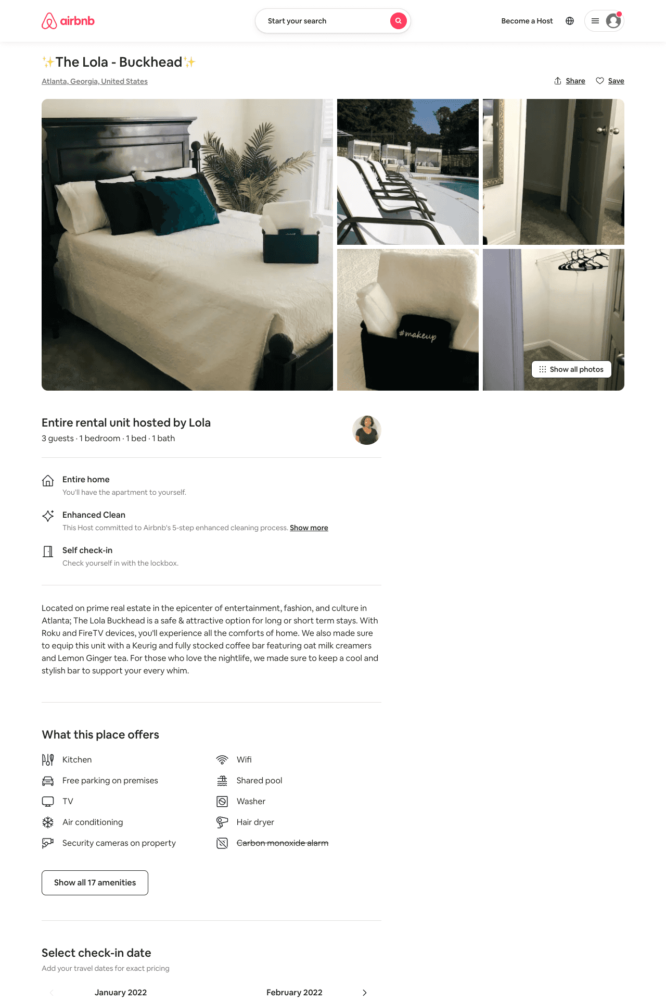 airbnb
Start your search
Become a Host
✨The Lola - Buckhead✨
Atlanta, Georgia, United States
Share
Save
#makeup
Show all photos
Entire rental unit hosted by Lola
3 guests · 1 bedroom · 1 bed · 1 bath
Entire home
You'll have the apartment to yourself.
Enhanced Clean
This Host committed to Airbnb's 5-step enhanced cleaning process. Show more
Self check-in
Check yourself in with the lockbox.
Located on prime real estate in the epicenter of entertainment, fashion, and culture in
Atlanta; The Lola Buckhead is a safe & attractive option for long or short term stays. With
Roku and FireTV devices, you'll experience all the comforts of home. We also made sure
to equip this unit with a Keurig and fully stocked coffee bar featuring oat milk creamers
and Lemon Ginger tea. For those who love the nightlife, we made sure to keep a cool and
stylish bar to support your every whim.
What this place offers
Kitchen
Wifi
Free parking on premises
Shared pool
TV
Washer
Air conditioning
Hair dryer
Security cameras on property
Carbon monoxide alarm
Show all 17 amenities
Select check-in date
Add your travel dates for exact pricing
January 2022
February 2022